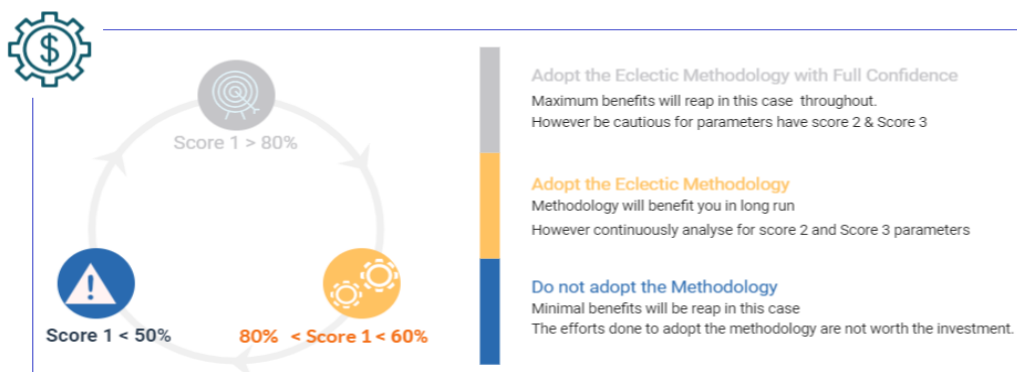 $
Score 1 > 80%
Score 1 < 50%
80% < Score 1 < 60%
Adopt the Eclectic Methodology with Full Confidence
Maximum benefits will reap in this case throughout.
However be cautious for parameters have score 2 & Score 3
Adopt the Eclectic Methodology
Methodology will benefit you in long run
However continuously analyse for score 2 and Score 3 parameters
Do not adopt the Methodology
Minimal benefits will be reap in this case
The efforts done to adopt the methodology are not worth the investment.